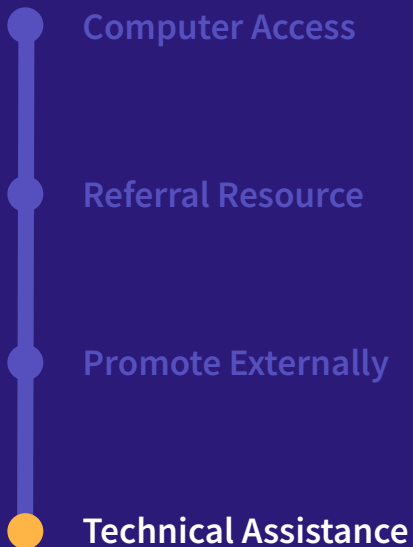 Computer Access
Referral Resource
Promote Externally
Technical Assistance